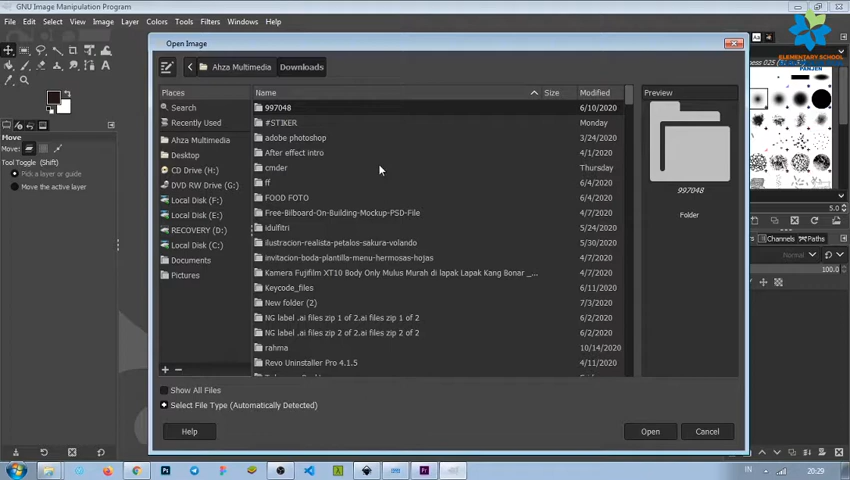 GNU Image Manipulation Program
File Edit Select View Image Layer Colors Tools Filters Windows Help
Open Image
Ahza Multimedia Downloads
ELEMENTARY SCHOOL
PANJEN
Places Name Size Modified Preview
Search 997048 6/10/2020
Recently Used #STIKER Monday
Ahza Multimedia adobe photoshop 3/24/2020
Desktop After effect intro 4/1/2020
CD Drive (H:) cmder Thursday
DVD RW Drive (G:) ff 6/4/2020
Local Disk (F:) FOOD FOTO 6/4/2020
Local Disk (E:) Free-Bilboard-On-Building-Mockup-PSD-File 4/7/2020
RECOVERY (D:) idulfitri 5/24/2020
Local Disk (C:) ilustracion-realista-petalos-sakura-volando 5/30/2020
Documents invitacion-boda-plantilla-menu-hermosas-hojas 4/7/2020
Pictures Kamera Fujifilm XT10 Body Only Mulus Murah di lapak Lapak Kang Bonar _... 4/7/2020
Keycode_files 6/11/2020
New folder (2) 7/3/2020
NG label .ai files zip 1 of 2.ai files zip 1 of 2 6/2/2020
NG label .ai files zip 2 of 2.ai files zip 2 of 2 6/2/2020
rahma 10/14/2020
Revo Uninstaller Pro 4.1.5 4/11/2020
997048
Folder
Move
Tool Toggle (Shift)
Pick a layer or guide
Move the active layer
Show All Files
Select File Type (Automatically Detected)
Help Open Cancel
5.0
Channels Paths
Normal
100.0
IN 20:29